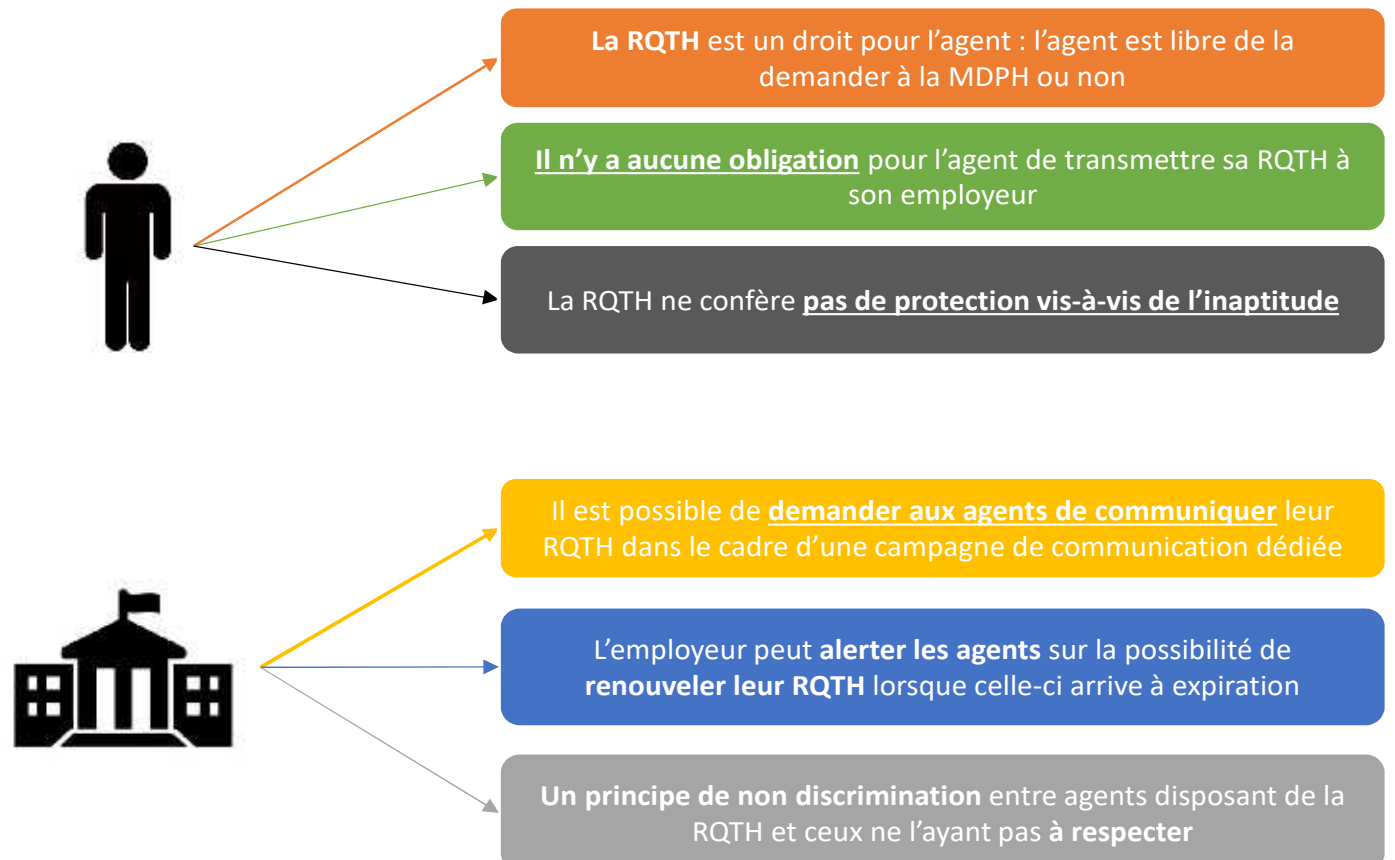 La RQTH est un droit pour l’agent : l’agent est libre de la
demander à la MDPH ou non
Il n’y a aucune obligation pour l’agent de transmettre sa RQTH à
son employeur
La RQTH ne confère pas de protection vis-à-vis de l’inaptitude
Il est possible de demander aux agents de communiquer leur
RQTH dans le cadre d’une campagne de communication dédiée
L’employeur peut alerter les agents sur la possibilité de
renouveler leur RQTH lorsque celle-ci arrive à expiration
Un principe de non discrimination entre agents disposant de la
RQTH et ceux ne l’ayant pas à respecter